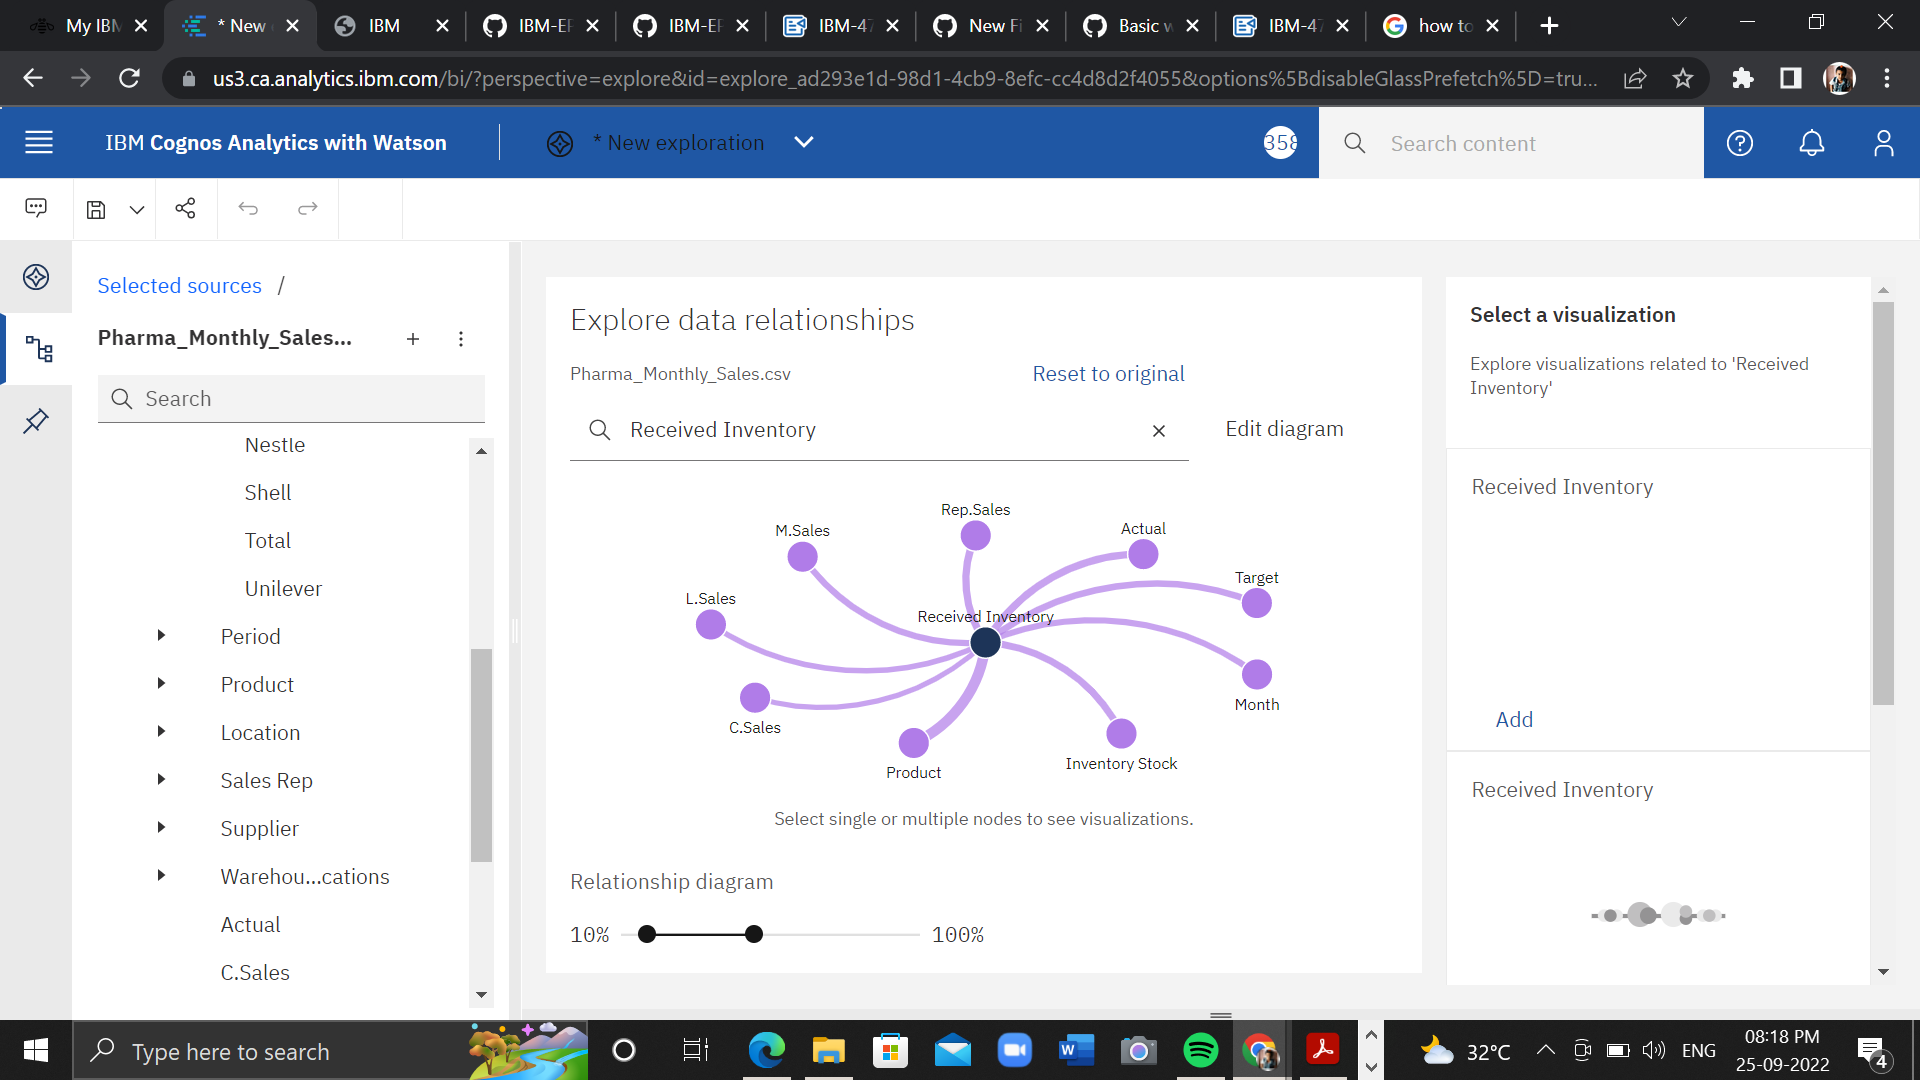 My IBM
* New
IBM
IBM-EP
IBM-EP
IBM-47
New Fi
Basic w
IBM-47
how to
us3.ca.analytics.ibm.com/bi/?perspective=explore&id=explore_ad293e1d-98d1-4cb9-8efc-cc4d8d2f4055&options%5BdisableGlassPrefetch%5D=tru...
IBM Cognos Analytics with Watson
* New exploration
358
Search content
Selected sources /
Pharma_Monthly_Sales...
Search
Nestle
Shell
Total
Unilever
Period
Product
Location
Sales Rep
Supplier
Warehou...cations
Actual
C.Sales
Explore data relationships
Pharma_Monthly_Sales.csv
Reset to original
Received Inventory
Edit diagram
Rep.Sales
M.Sales
Actual
Target
L.Sales
Received Inventory
Month
C.Sales
Inventory Stock
Product
Select single or multiple nodes to see visualizations.
Relationship diagram
10%
100%
Select a visualization
Explore visualizations related to 'Received
Inventory'
Received Inventory
Add
Received Inventory
Type here to search
32°C
ENG
08:18 PM
25-09-2022
4